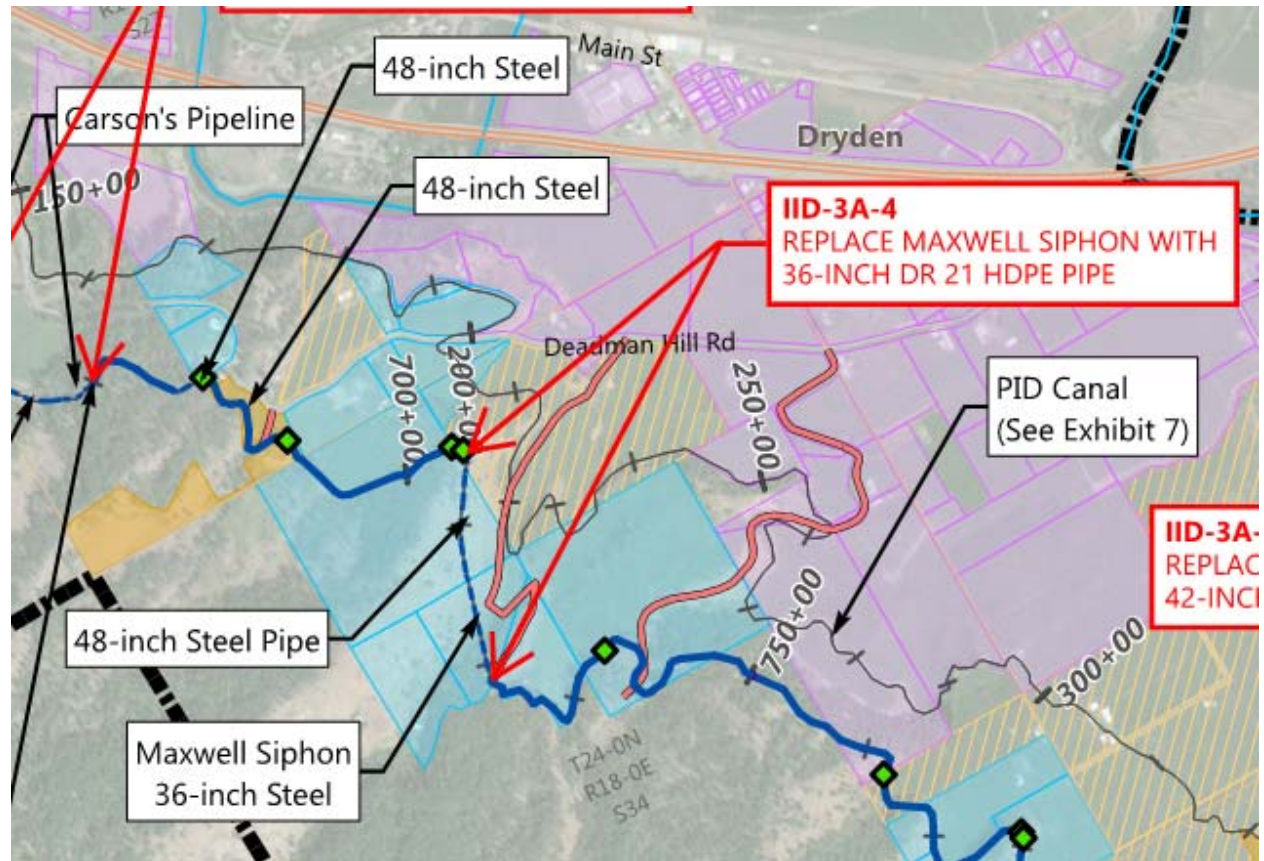 S27
Main St
48-inch Steel
Carson's Pipeline
Dryden
150+00
48-inch Steel
IID-3A-4
REPLACE MAXWELL SIPHON WITH
36-INCH DR 21 HDPE PIPE
Deadman Hill Rd
700+00
200+00
250+00
PID Canal
(See Exhibit 7)
IID-3A-
REPLAC
42-INCH
48-inch Steel Pipe
750+00
300+00
Maxwell Siphon
36-inch Steel
T24-0N
R18-0E
S34